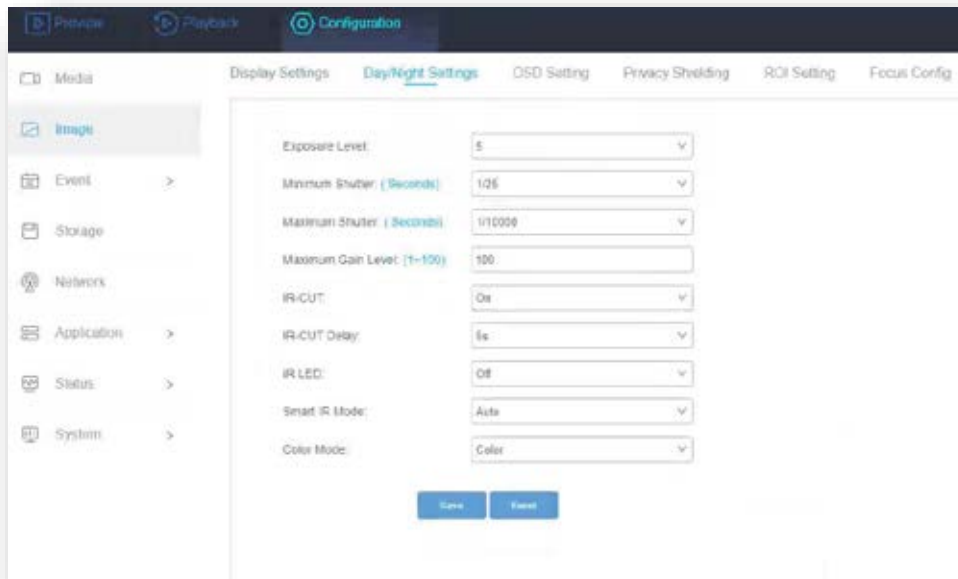 Preview Playback Configuration
Display Settings Day/Night Settings OSD Setting Privacy Shielding ROI Setting Focus Config
Media
Image
Event
Storage
Network
Application
Status
System
Exposure Level: 5
Minimum Shutter: (Seconds) 1/25
Maximum Shutter: (Seconds) 1/10000
Maximum Gain Level: (1~100) 100
IR-CUT: On
IR-CUT Delay: 5s
IR LED: Off
Smart IR Mode: Auto
Color Mode: Color
Save Reset